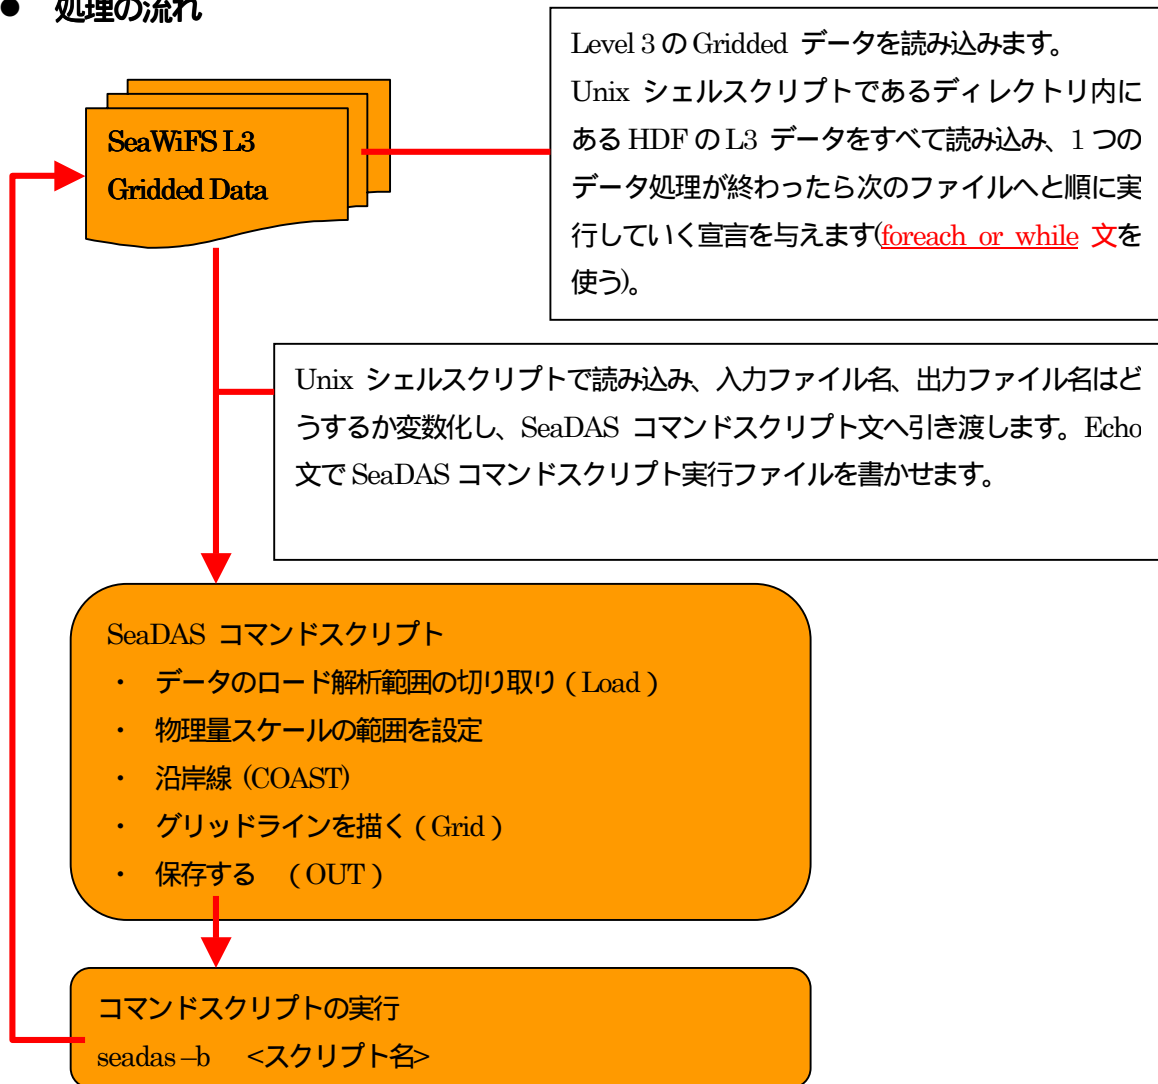 ● 処理の流れ
Level 3 の Gridded データを読み込みます。
Unix シェルスクリプトであるディレクトリ内に
ある HDF の L3 データをすべて読み込み、1 つの
データ処理が終わったら次のファイルへと順に実
行していく宣言を与えます(foreach or while 文を
使う)。
SeaWiFS L3
Gridded Data
Unix シェルスクリプトで読み込み、入力ファイル名、出力ファイル名はど
うするか変数化し、SeaDAS コマンドスクリプト文へ引き渡します。Echo
文で SeaDAS コマンドスクリプト実行ファイルを書かせます。
SeaDAS コマンドスクリプト
・ データのロード解析範囲の切り取り ( Load )
・ 物理量スケールの範囲を設定
・ 沿岸線 (COAST)
・ グリッドラインを描く ( Grid )
・ 保存する ( OUT )
コマンドスクリプトの実行
seadas –b <スクリプト名>